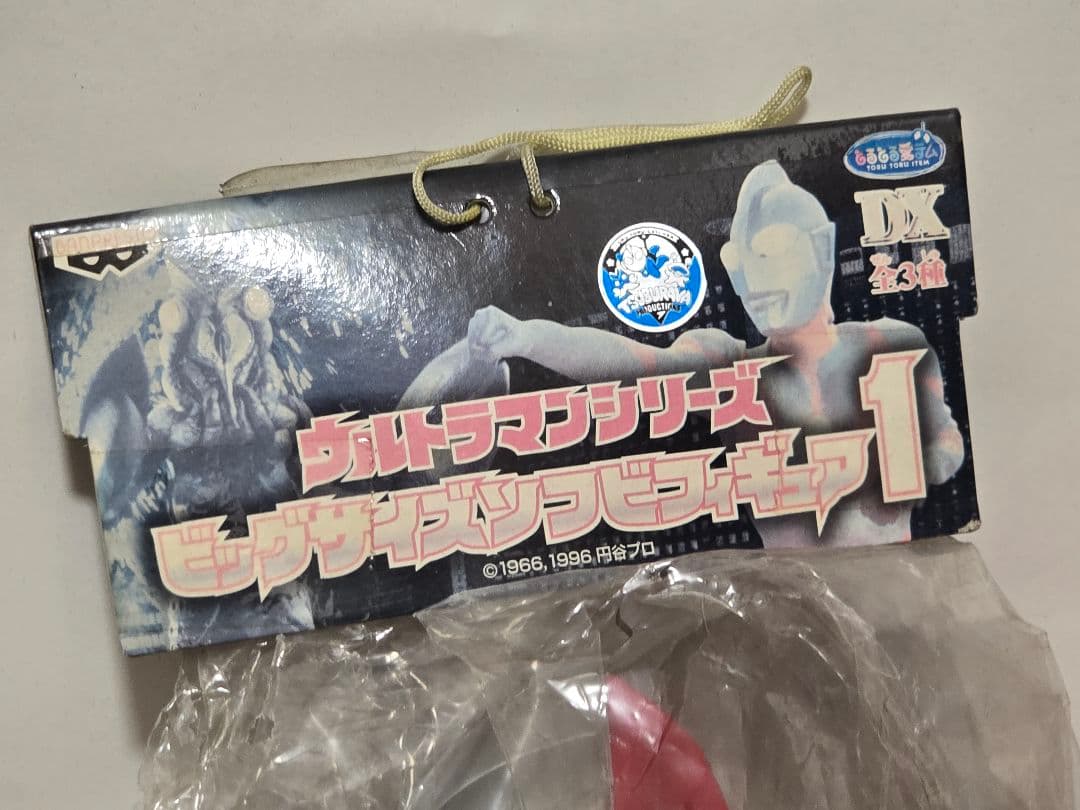 BANPRESTO
とるとる愛テム
TORU TORU ITEM
DX
全3種
TSUBURAYA
PRODUCTIONS
ウルトラマンシリーズ
ビッグサイズソフビフィギュア1
©1966,1996 円谷プロ